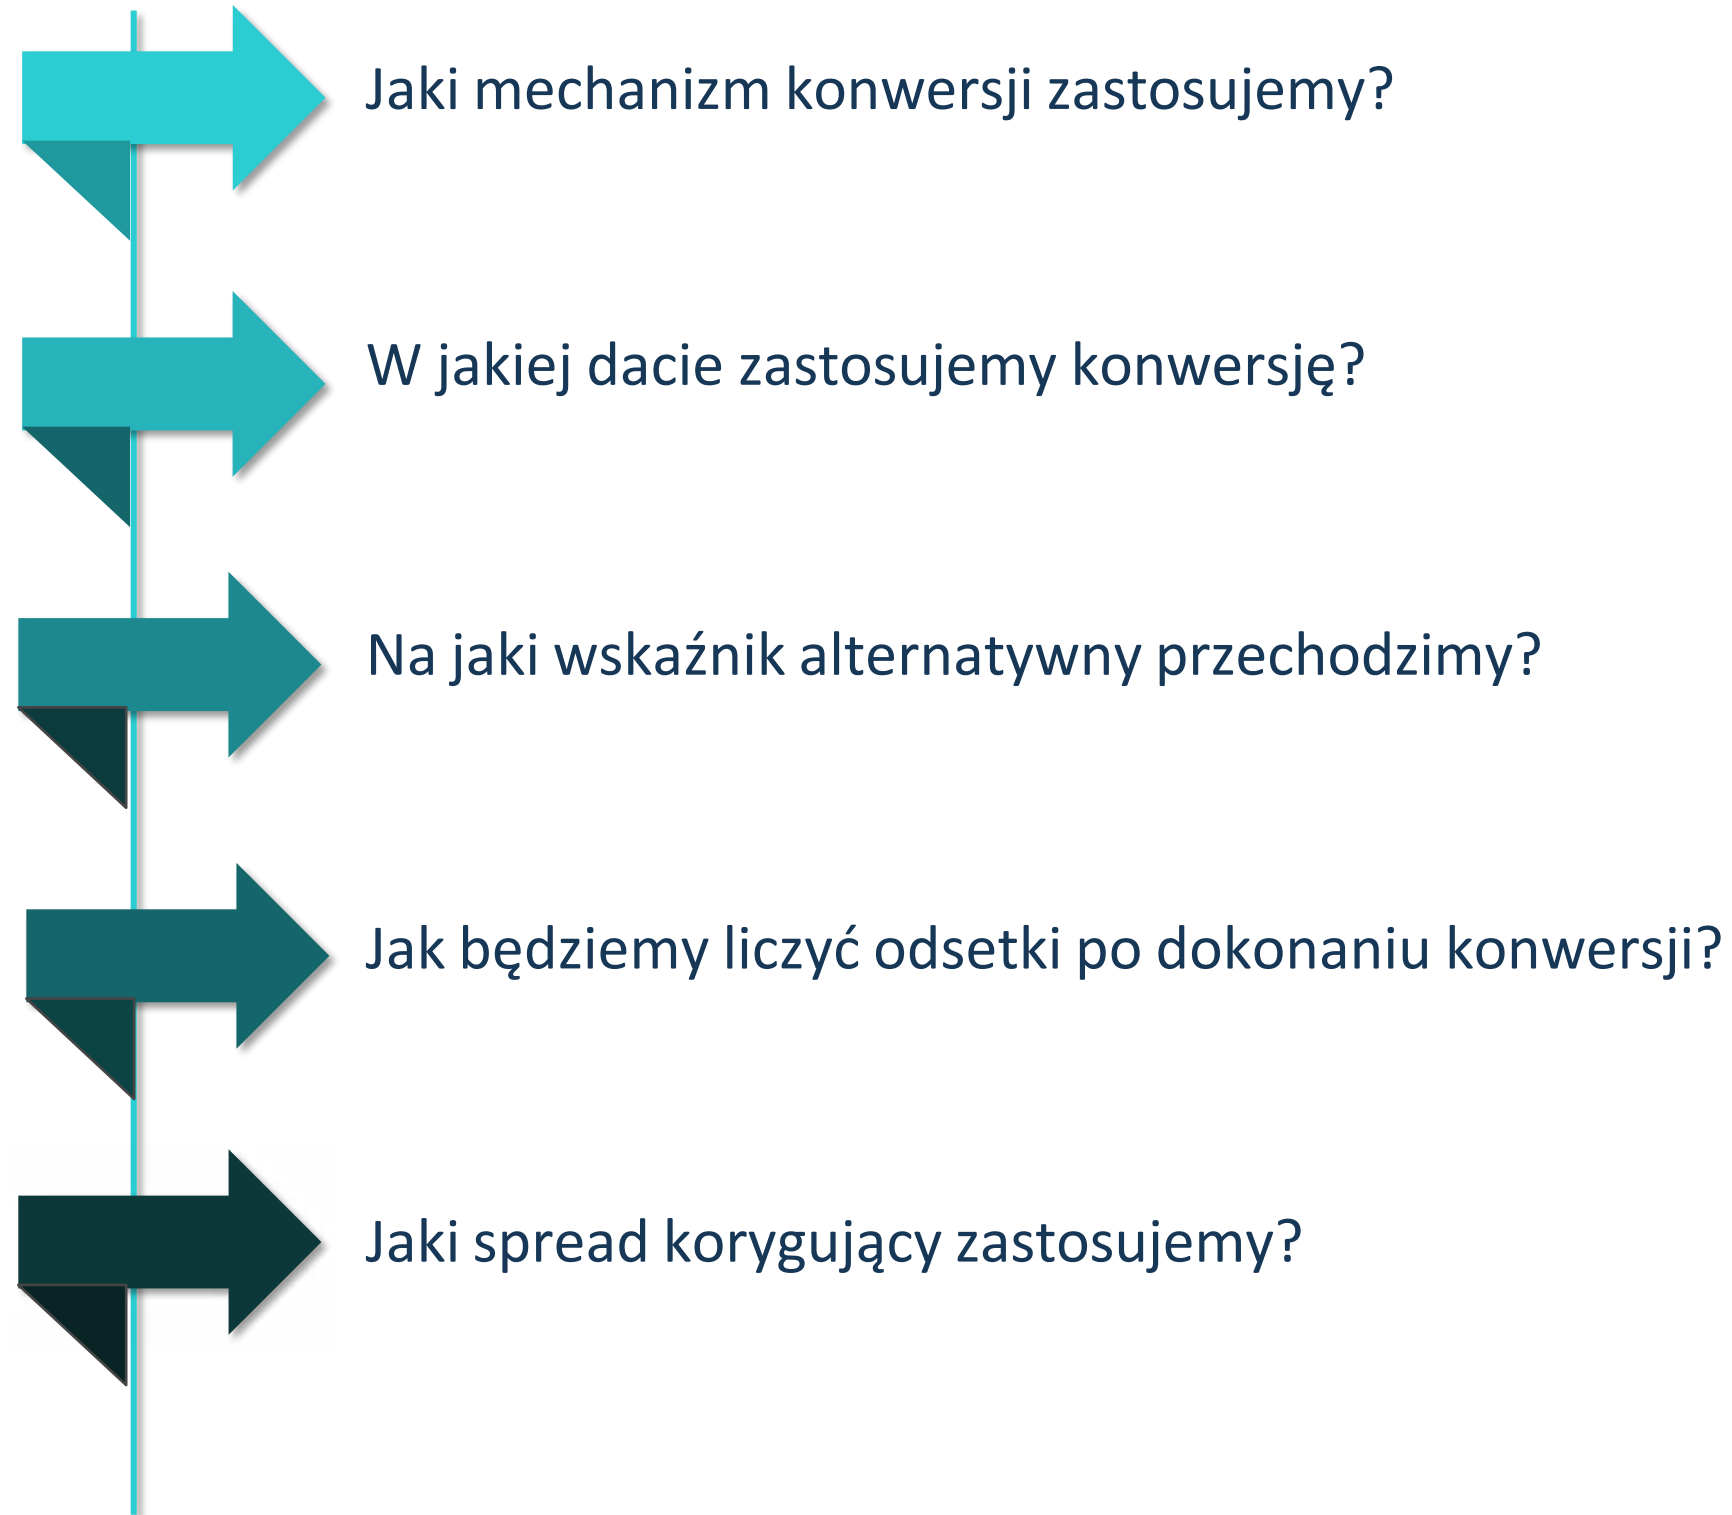 Jaki mechanizm konwersji zastosujemy?
W jakiej dacie zastosujemy konwersję?
Na jaki wskaźnik alternatywny przechodzimy?
Jak będziemy liczyć odsetki po dokonaniu konwersji?
Jaki spread korygujący zastosujemy?